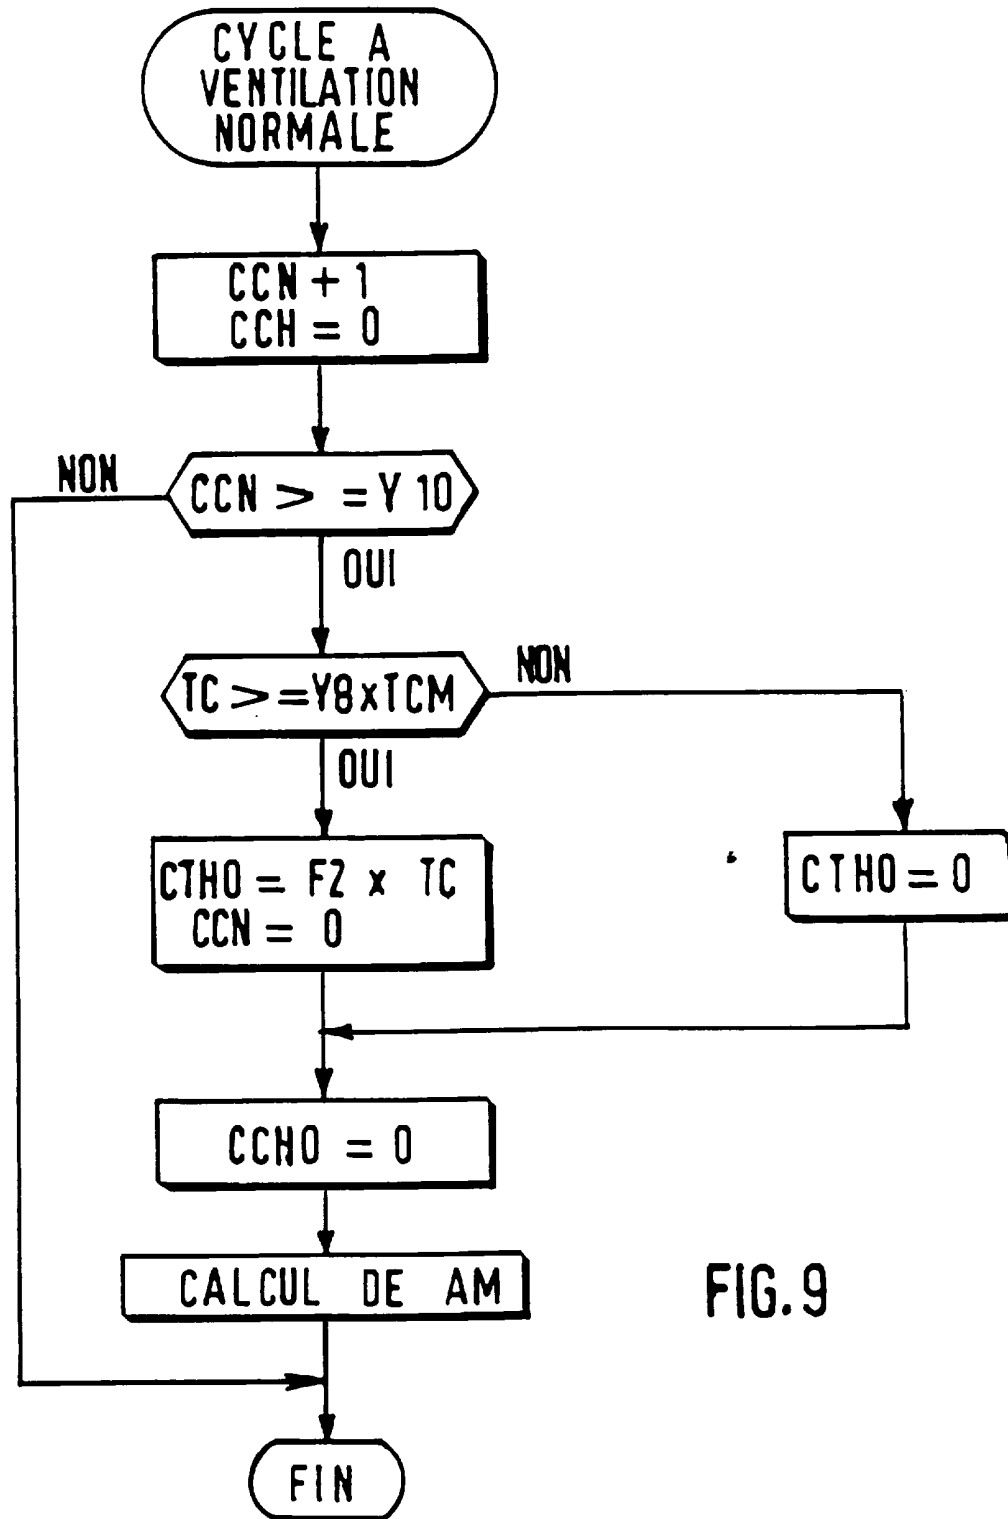 CYCLE A
VENTILATION
NORMALE
CCN + 1
CCH = 0
NON
CCN > = Y 10
OUI
TC > = Y8 x TCM
NON
OUI
CTHO = F2 x TC
CCN = 0
CTHO = 0
CCHO = 0
CALCUL DE AM
FIG. 9
FIN